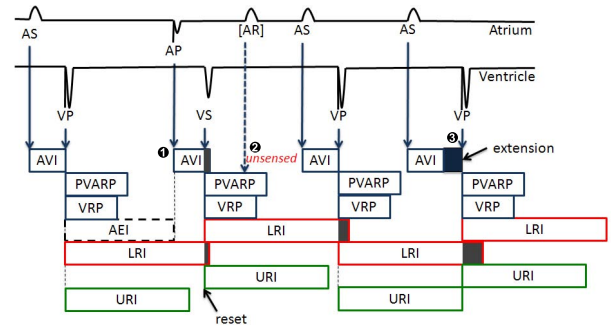 AS [AR] AS AS Atrium
AP
Ventricle
VP VS VP VP
❶ ❷ unsensed ❸ extension
AVI AVI AVI AVI
PVARP PVARP PVARP PVARP
VRP VRP VRP VRP
AEI LRI LRI
LRI LRI
URI URI
URI URI
reset